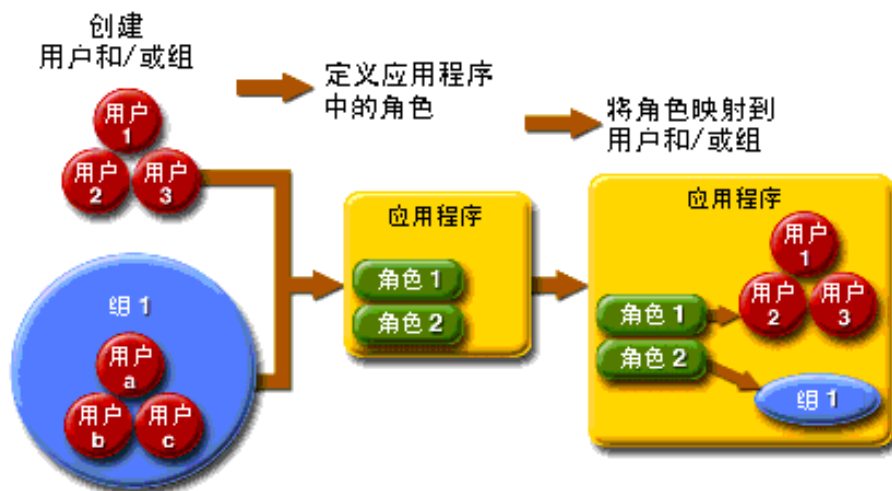 创建
用户和/或组
定义应用程序
中的角色
将角色映射到
用户和/或组
用户
1
用户
2
用户
3
组 1
用户
a
用户
b
用户
c
应用程序
角色 1
角色 2
应用程序
用户
1
用户
2
用户
3
角色 1
角色 2
组 1